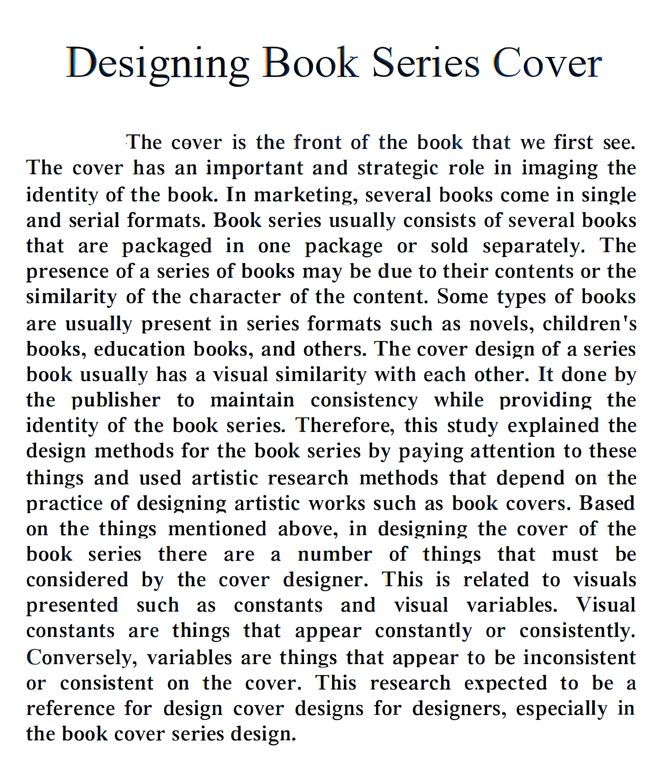 Designing Book Series Cover
The cover is the front of the book that we first see.
The cover has an important and strategic role in imaging the
identity of the book. In marketing, several books come in single
and serial formats. Book series usually consists of several books
that are packaged in one package or sold separately. The
presence of a series of books may be due to their contents or the
similarity of the character of the content. Some types of books
are usually present in series formats such as novels, children's
books, education books, and others. The cover design of a series
book usually has a visual similarity with each other. It done by
the publisher to maintain consistency while providing the
identity of the book series. Therefore, this study explained the
design methods for the book series by paying attention to these
things and used artistic research methods that depend on the
practice of designing artistic works such as book covers. Based
on the things mentioned above, in designing the cover of the
book series there are a number of things that must be
considered by the cover designer. This is related to visuals
presented such as constants and visual variables. Visual
constants are things that appear constantly or consistently.
Conversely, variables are things that appear to be inconsistent
or consistent on the cover. This research expected to be a
reference for design cover designs for designers, especially in
the book cover series design.